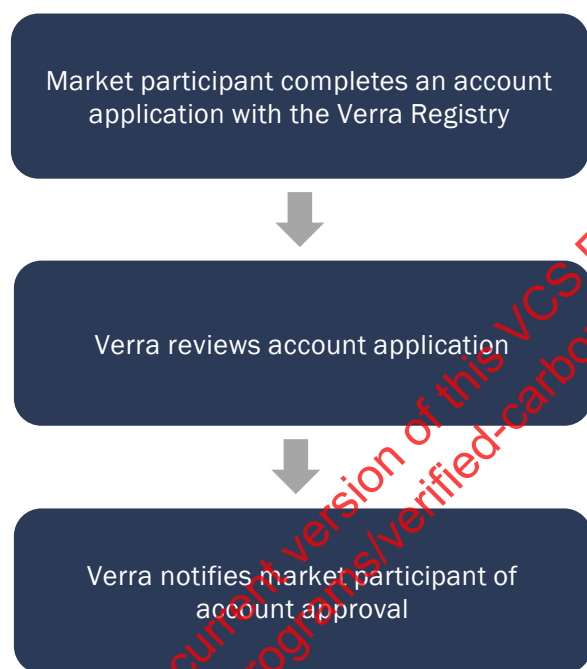 Market participant completes an account
application with the Verra Registry
Verra reviews account application
Verra notifies market participant of
account approval
current version of this VCS
programs/verified-carbo